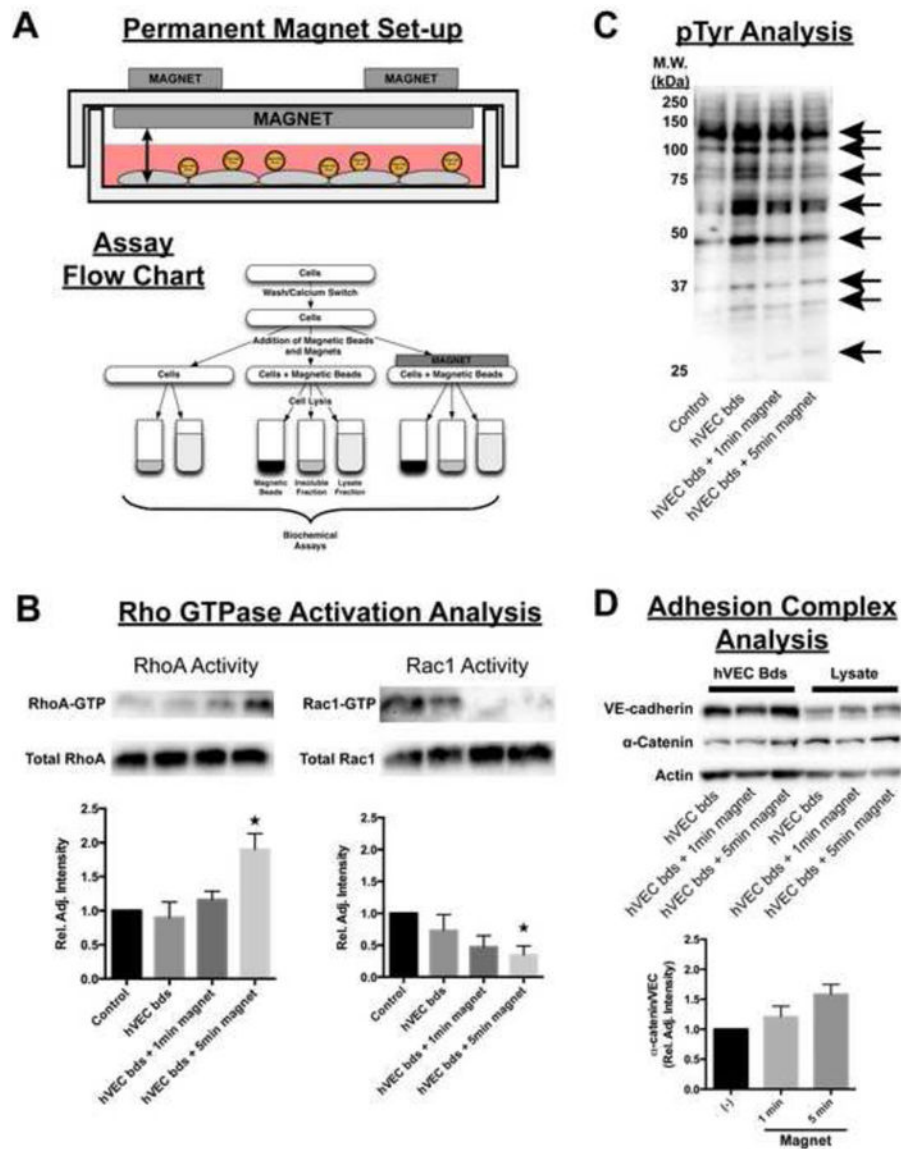 A
Permanent Magnet Set-up
MAGNET
MAGNET
MAGNET
Assay
Flow Chart
Cells
Wash/Calcium Switch
Cells
Addition of Magnetic Beads
and Magnets
MAGNET
Cells
Cells + Magnetic Beads
Cells + Magnetic Beads
Cell Lysis
Magnetic
Beads
Insoluble
Fraction
Lysate
Fraction
Biochemical
Assays
B
Rho GTPase Activation Analysis
RhoA Activity
RhoA-GTP
Total RhoA
2.5
2.0
1.5
1.0
0.5
0.0
Rel. Adj. Intensity
Control
hVEC bds
hVEC bds + 1min magnet
hVEC bds + 5min magnet
Rac1 Activity
Rac1-GTP
Total Rac1
2.5
2.0
1.5
1.0
0.5
0.0
Rel. Adj. Intensity
Control
hVEC bds
hVEC bds + 1min magnet
hVEC bds + 5min magnet
C
pTyr Analysis
M.W.
(kDa)
250
150
100
75
50
37
25
Control
hVEC bds
hVEC bds + 1min magnet
hVEC bds + 5min magnet
D
Adhesion Complex
Analysis
hVEC Bds
Lysate
VE-cadherin
α-Catenin
Actin
hVEC bds
hVEC bds + 1min magnet
hVEC bds + 5min magnet
hVEC bds
hVEC bds + 1min magnet
hVEC bds + 5min magnet
2.0
1.5
1.0
0.5
0.0
α-catenin/VEC
(Rel. Adj. Intensity)
(-)
1 min
5 min
Magnet